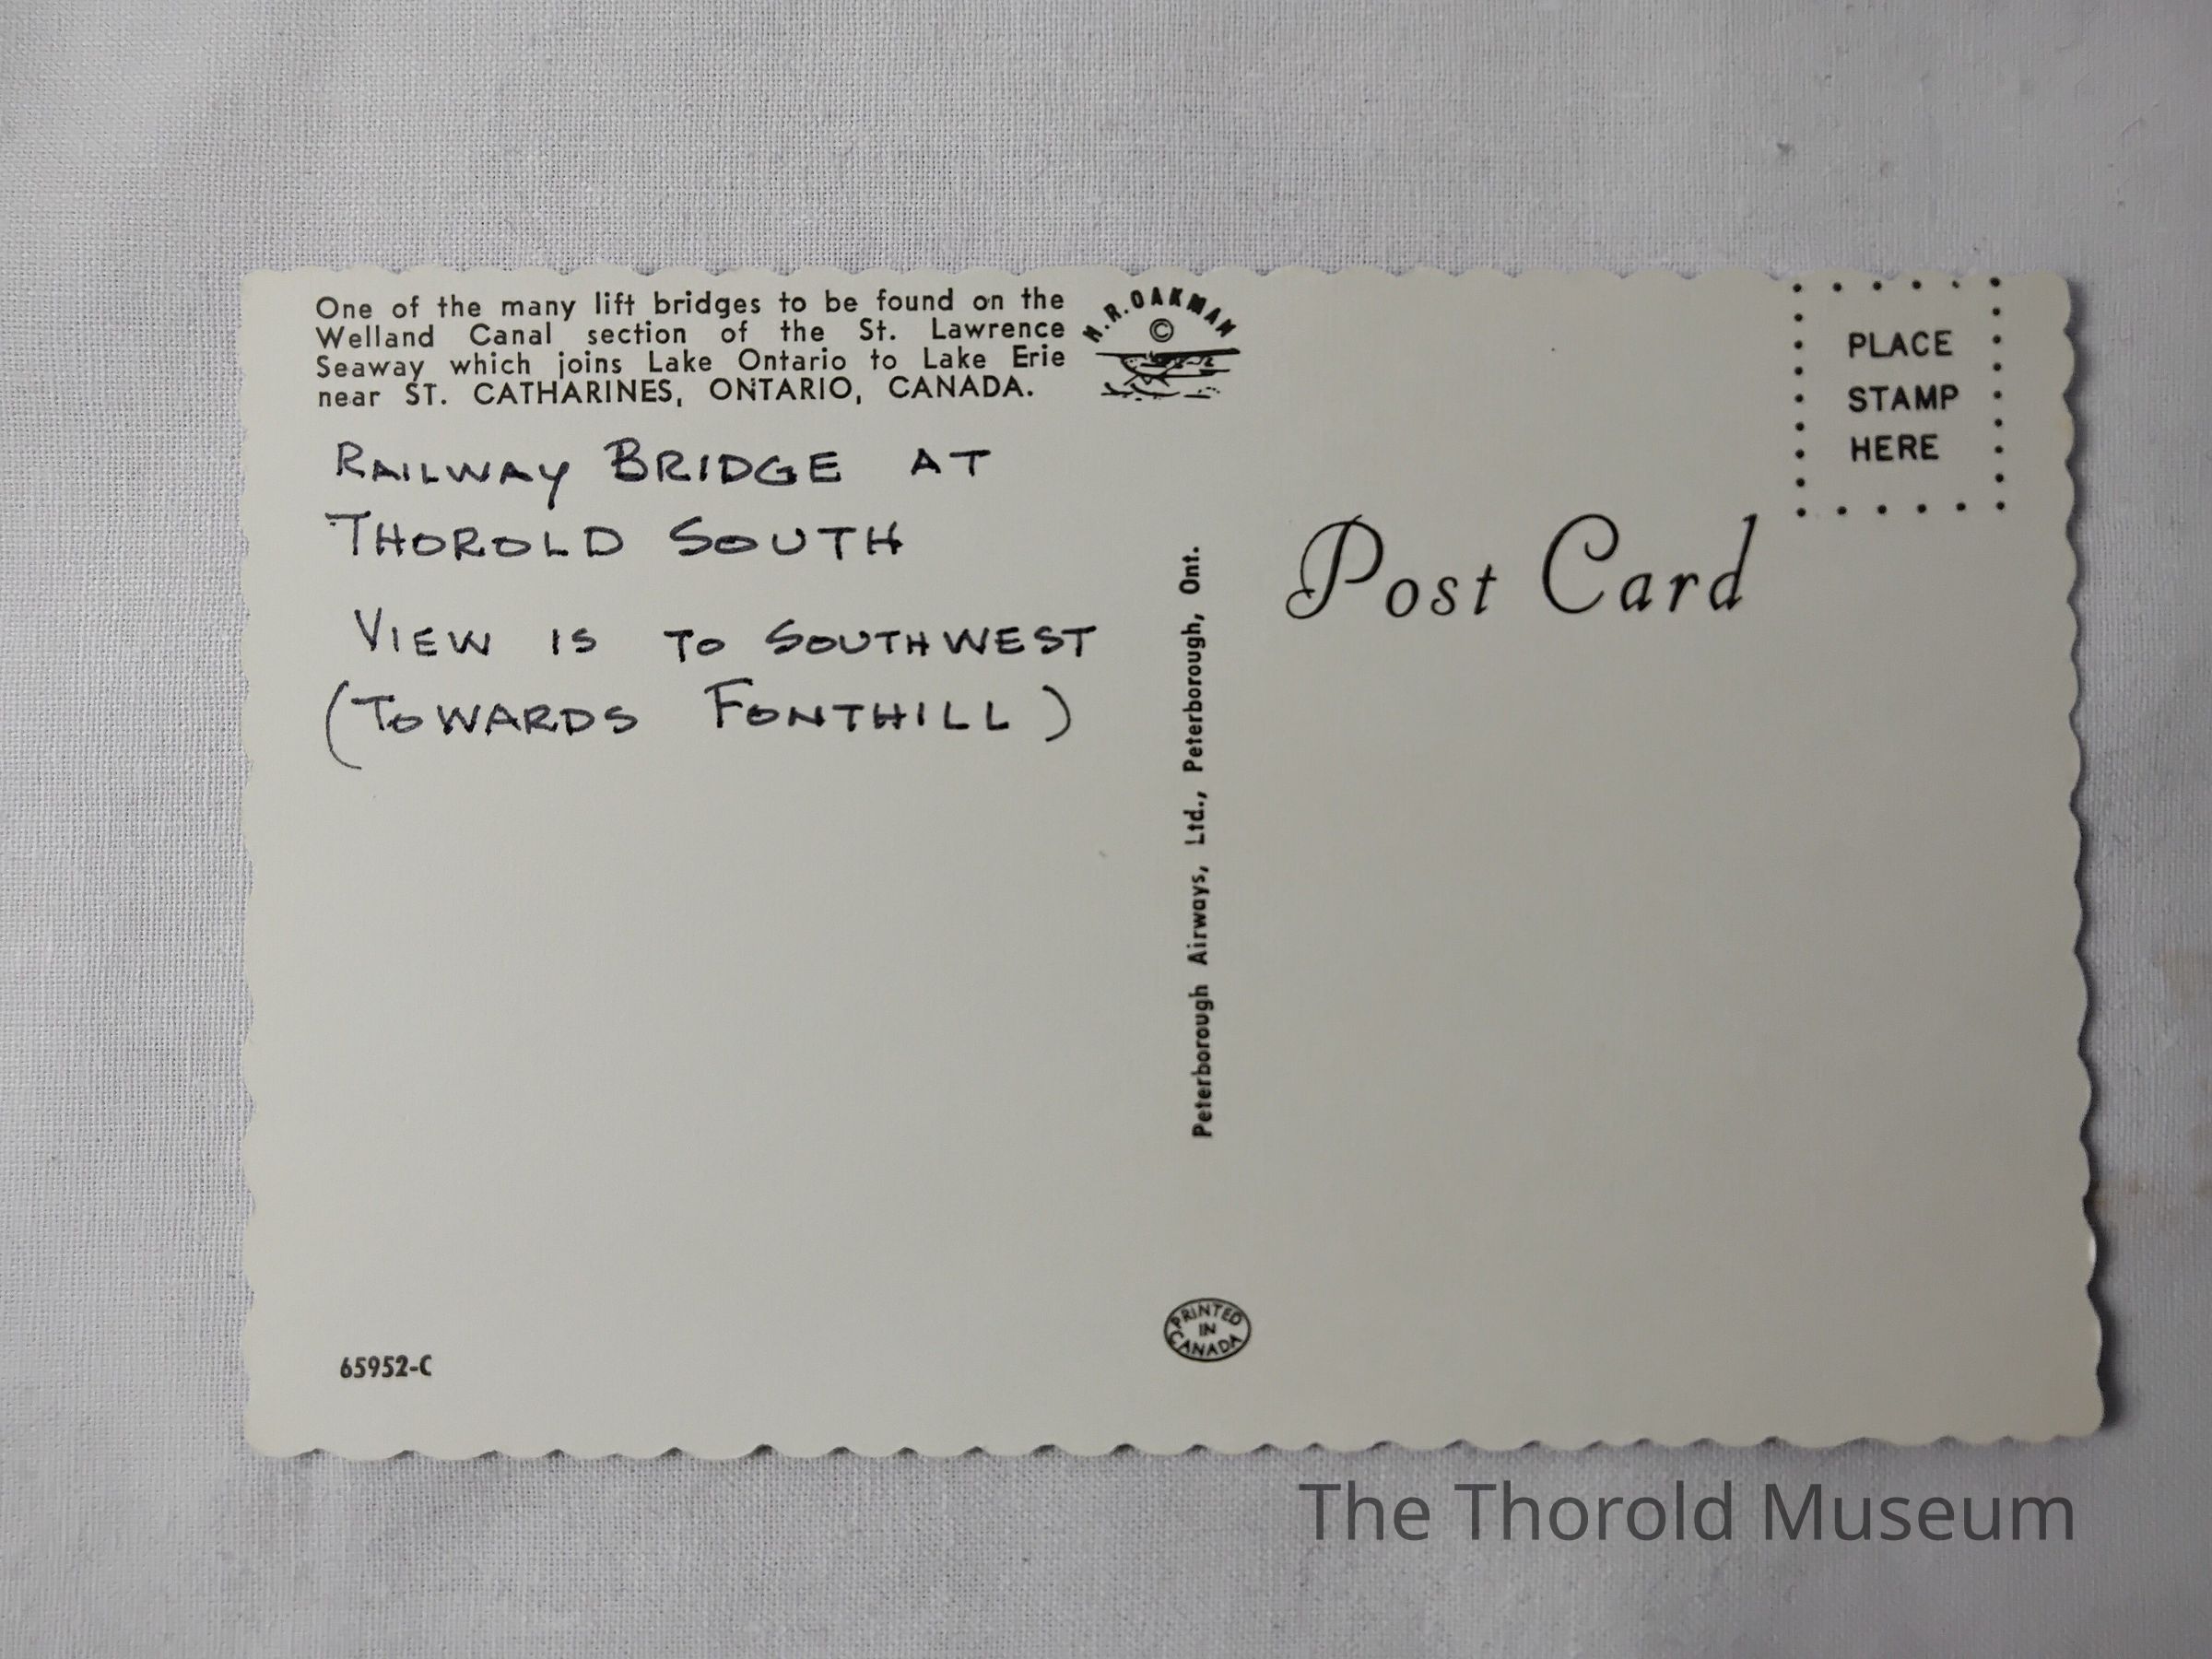 One of the many lift bridges to be found on the
Welland Canal section of the St. Lawrence
Seaway which joins Lake Ontario to Lake Erie
near ST. CATHARINES, ONTARIO, CANADA.
H.R. OAKMAN
©
RAILWAY BRIDGE AT
THOROLD SOUTH
VIEW IS TO SOUTHWEST
(TOWARDS FONTHILL)
65952-C
Peterborough Airways, Ltd., Peterborough, Ont.
PRINTED
IN
CANADA
PLACE
STAMP
HERE
Post Card
The Thorold Museum